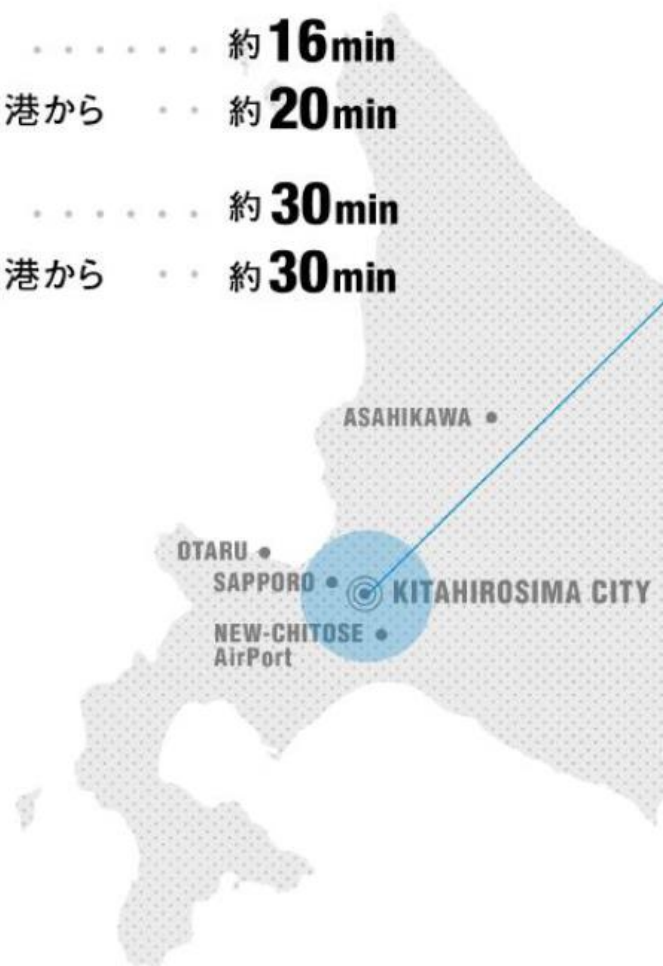 約16min
港から 約20min
約30min
港から 約30min
ASAHIKAWA
OTARU
SAPPORO
KITAHIROSIMA CITY
NEW-CHITOSE
AirPort